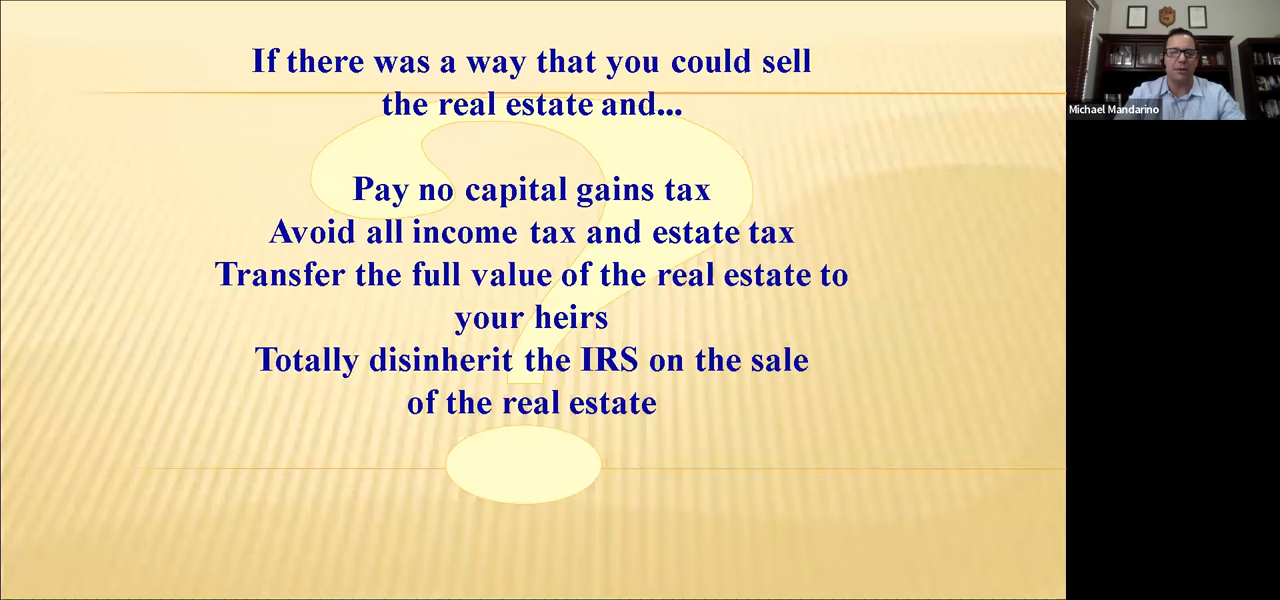 If there was a way that you could sell
the real estate and...
Pay no capital gains tax
Avoid all income tax and estate tax
Transfer the full value of the real estate to
your heirs
Totally disinherit the IRS on the sale
of the real estate
Michael Mandarino